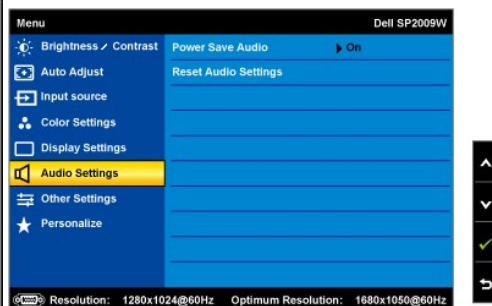 Menu Dell SP2009W
Brightness / Contrast Power Save Audio On
Auto Adjust Reset Audio Settings
Input source
Color Settings
Display Settings
Audio Settings
Other Settings
Personalize
Resolution: 1280x1024@60Hz Optimum Resolution: 1680x1050@60Hz